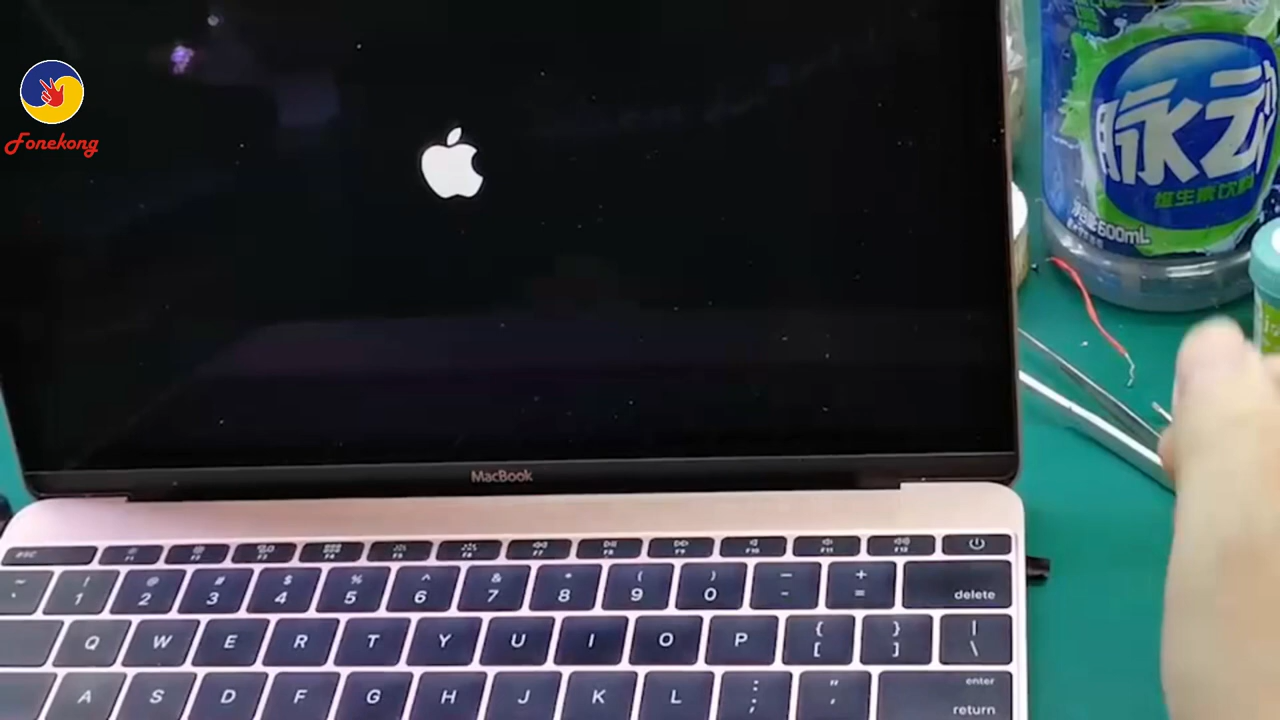 Fonekong
脉动
维生素饮料
600mL
MacBook
esc F1 F2 F3 F4 F5 F6 F7 F8 F9 F10 F11 F12
~ ! @ # $ % ^ & * ( ) — +
` 1 2 3 4 5 6 7 8 9 0 - = delete
Q W E R T Y U I O P { } |
[ ] \
A S D F G H J K L : " enter
; ' return